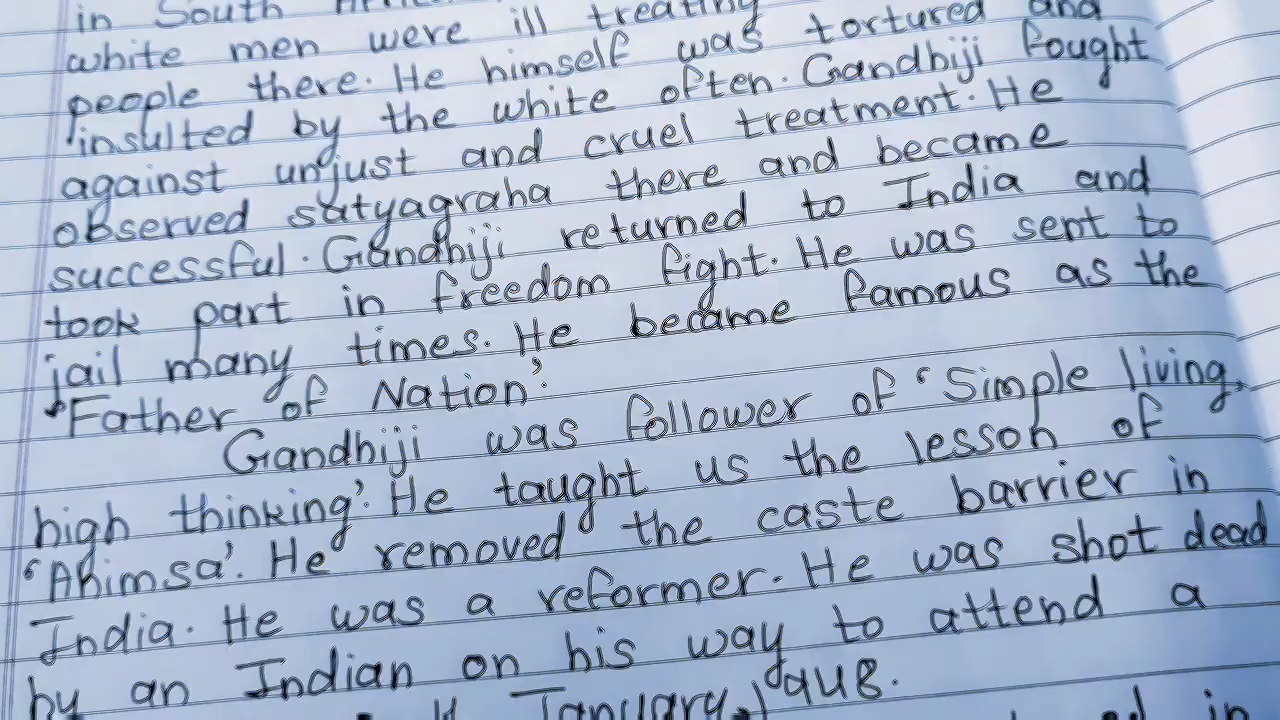 in South
white men were ill treating
people there. He himself was tortured and
insulted by the white often. Gandhiji fought
against unjust and cruel treatment. He
observed satyagraha there and became
successful. Gandhiji returned to India and
took part in freedom fight. He was sent to
jail many times. He became famous as the
'Father of Nation'.
Gandhiji was follower of 'Simple living,
high thinking'. He taught us the lesson of
'Ahimsa'. He removed the caste barrier in
India. He was a reformer. He was shot dead
by an Indian on his way to attend a
January, 1948.
in